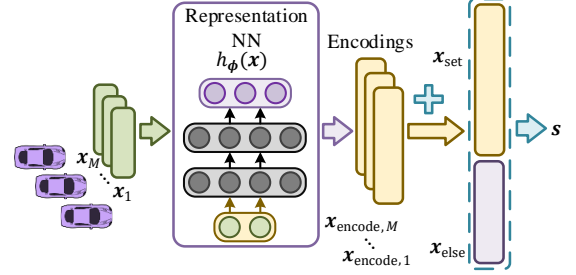 Representation
NN
h_ϕ(x)
Encodings
x_set
x_M
⋱
x_1
s
x_encode,M
⋱
x_encode,1
x_else